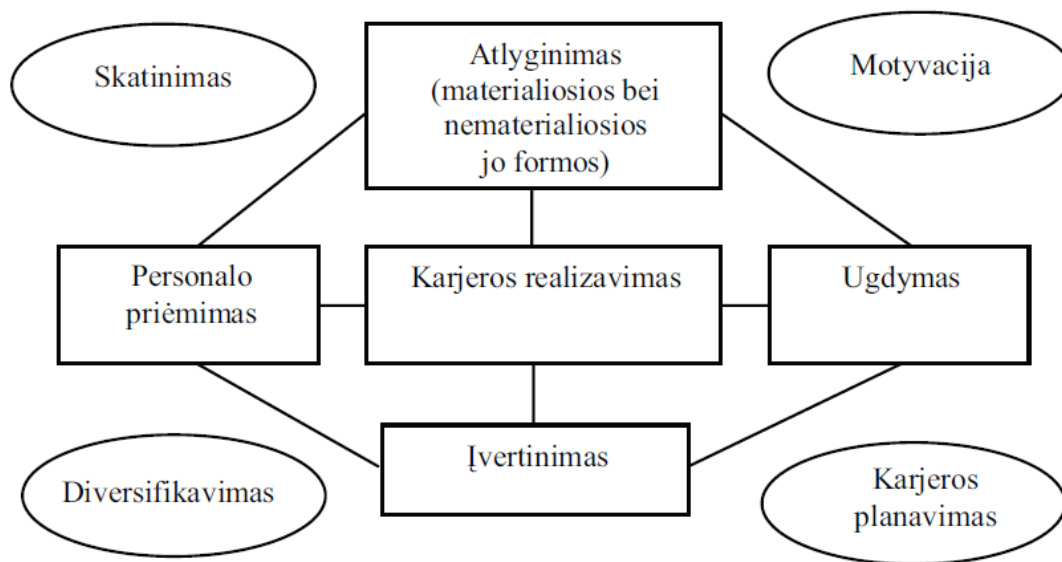 Skatinimas
Atlyginimas
(materialiosios bei
nematerialiosios
jo formos)
Motyvacija
Personalo
priėmimas
Karjeros realizavimas
Ugdymas
Diversifikavimas
Įvertinimas
Karjeros
planavimas